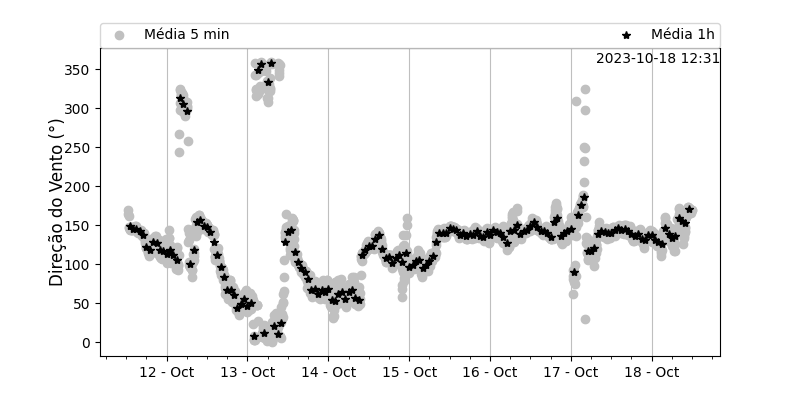 Média 5 min
Média 1h
2023-10-18 12:31
Direção do Vento (°)
350
300
250
200
150
100
50
0
12 - Oct
13 - Oct
14 - Oct
15 - Oct
16 - Oct
17 - Oct
18 - Oct